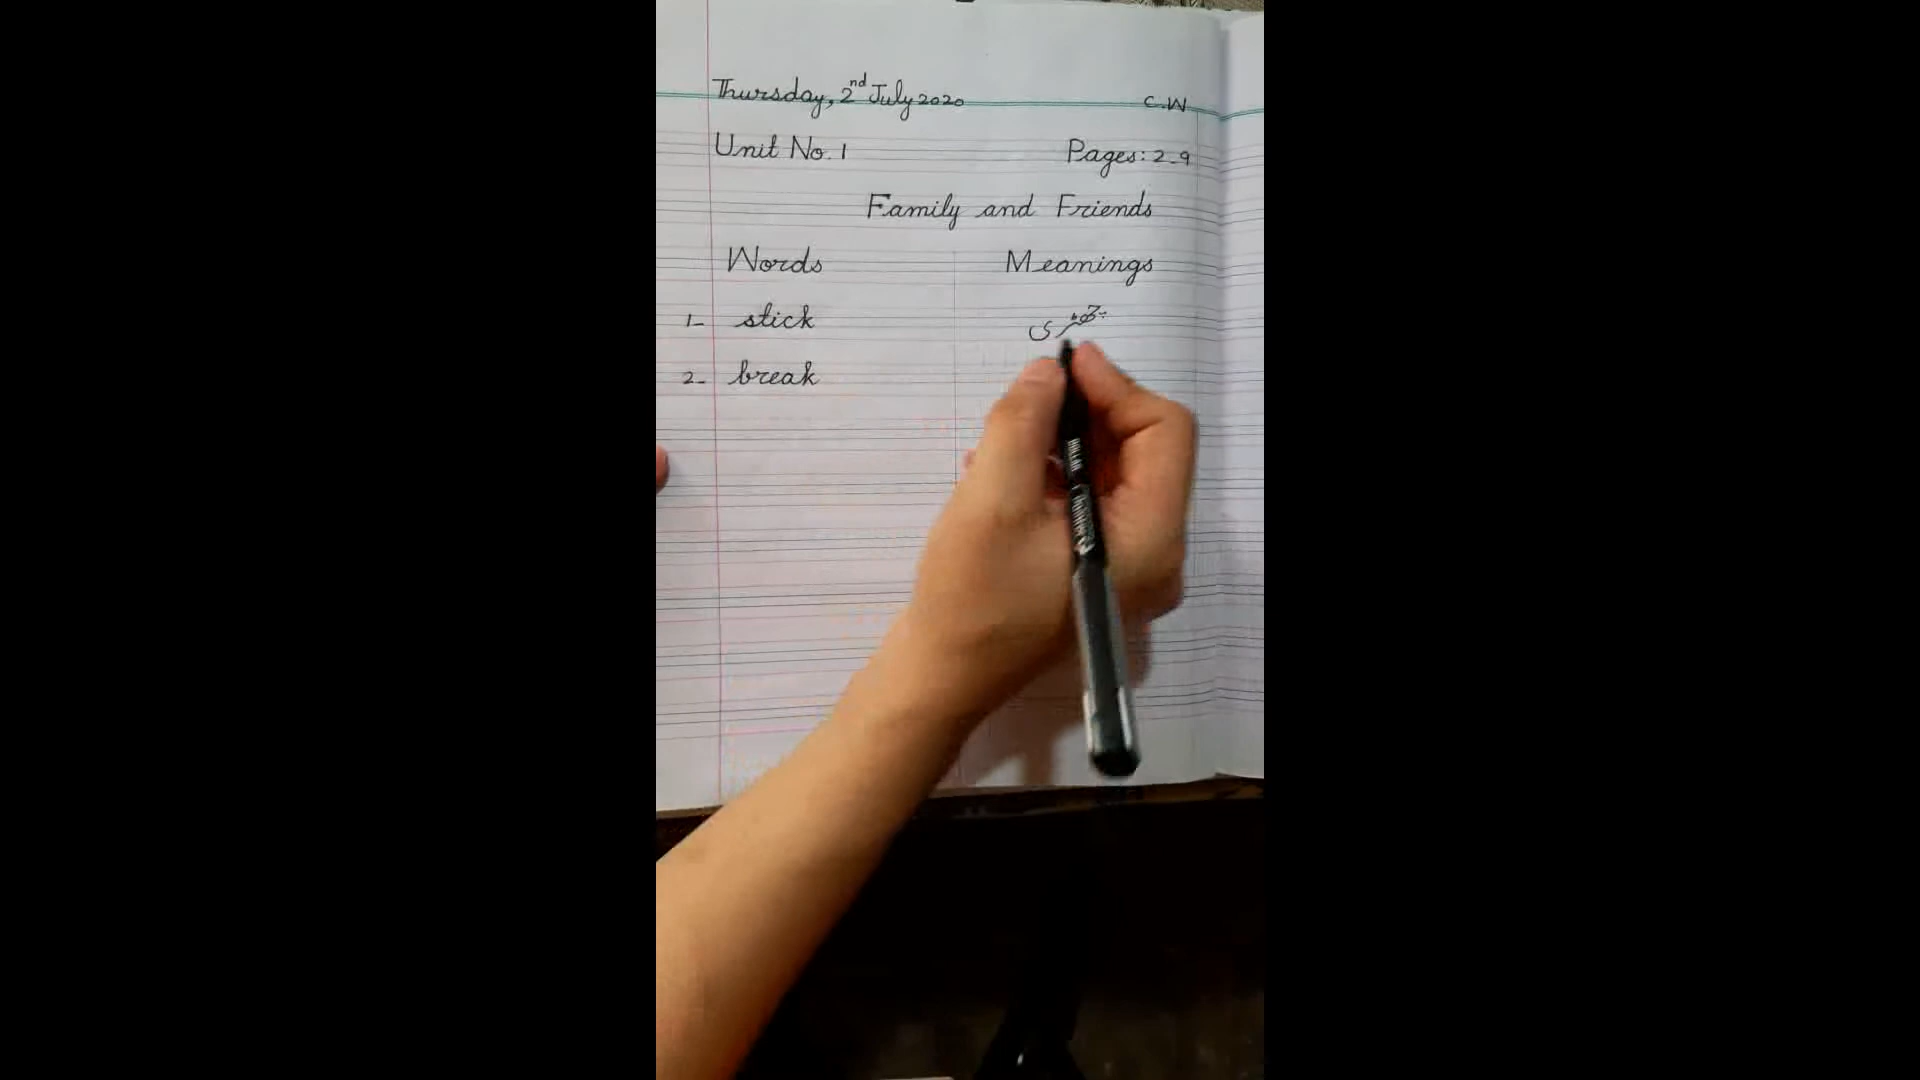 Thursday, 2nd July 2020 C.W
Unit No. 1 Pages: 2-9
Family and Friends
Words Meanings
1- stick چھڑی
2- break
DOLLAR